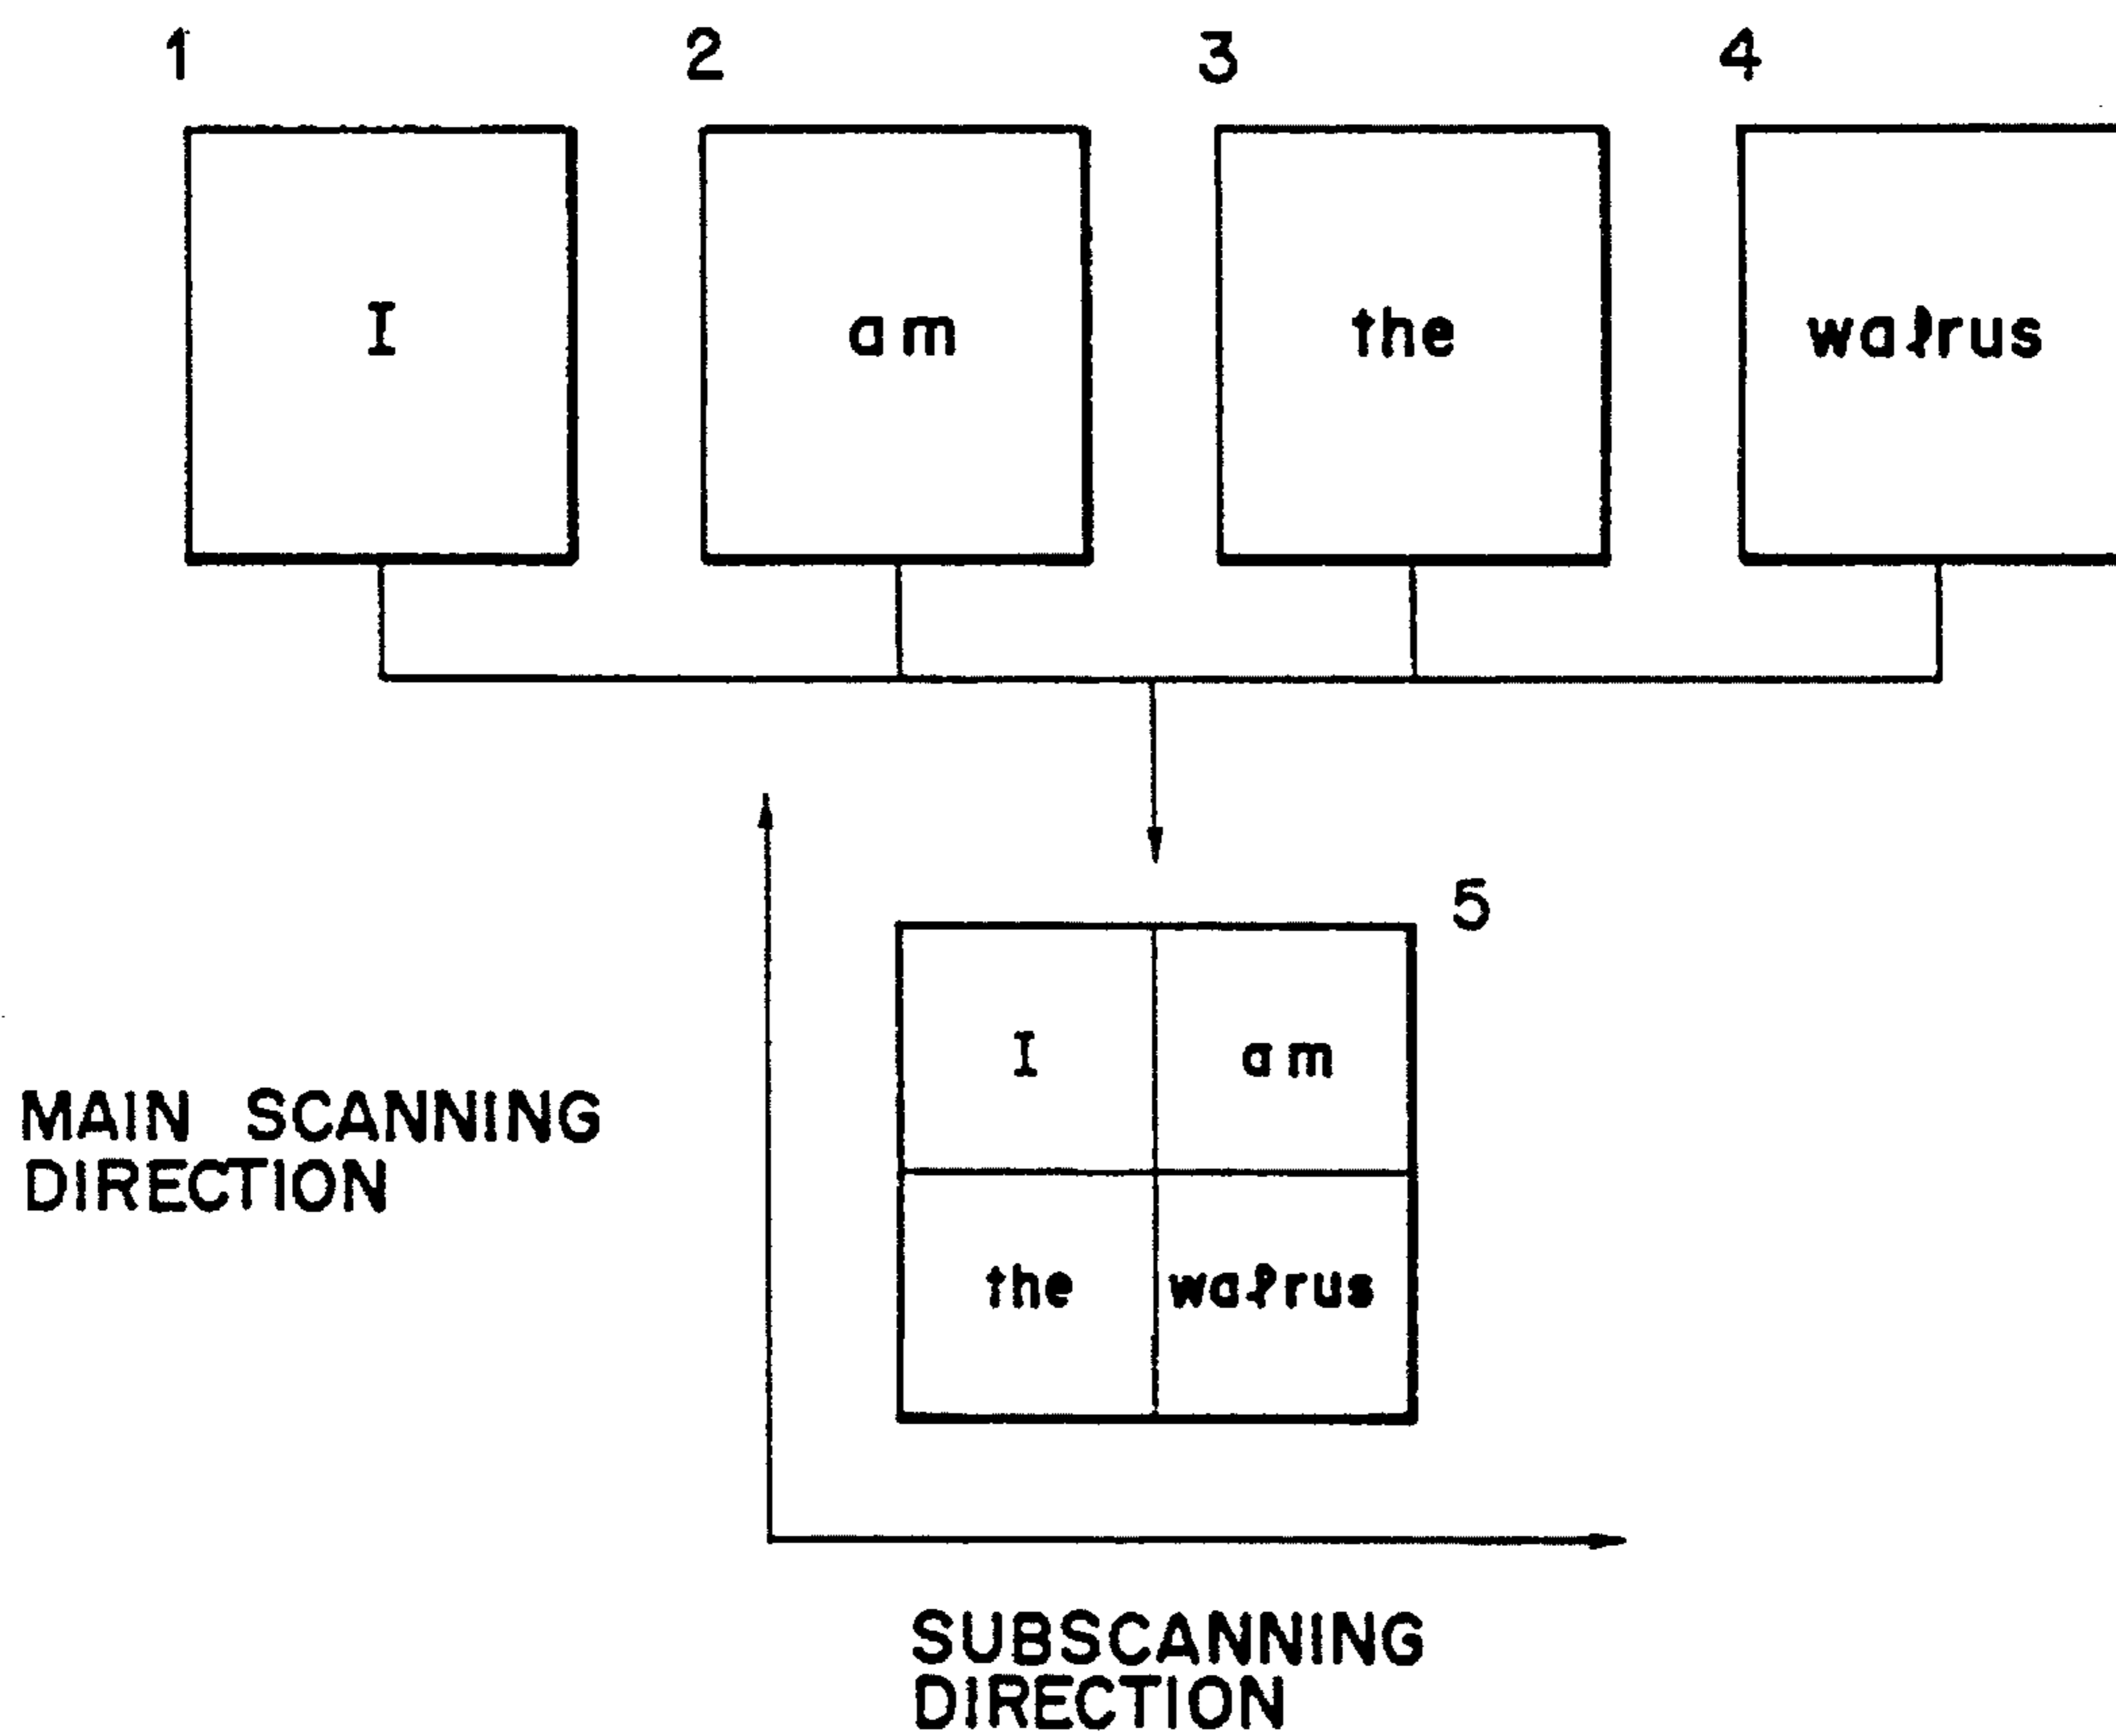 1 2 3 4
I am the walrus
5
I am
MAIN SCANNING
DIRECTION
the walrus
SUBSCANNING
DIRECTION